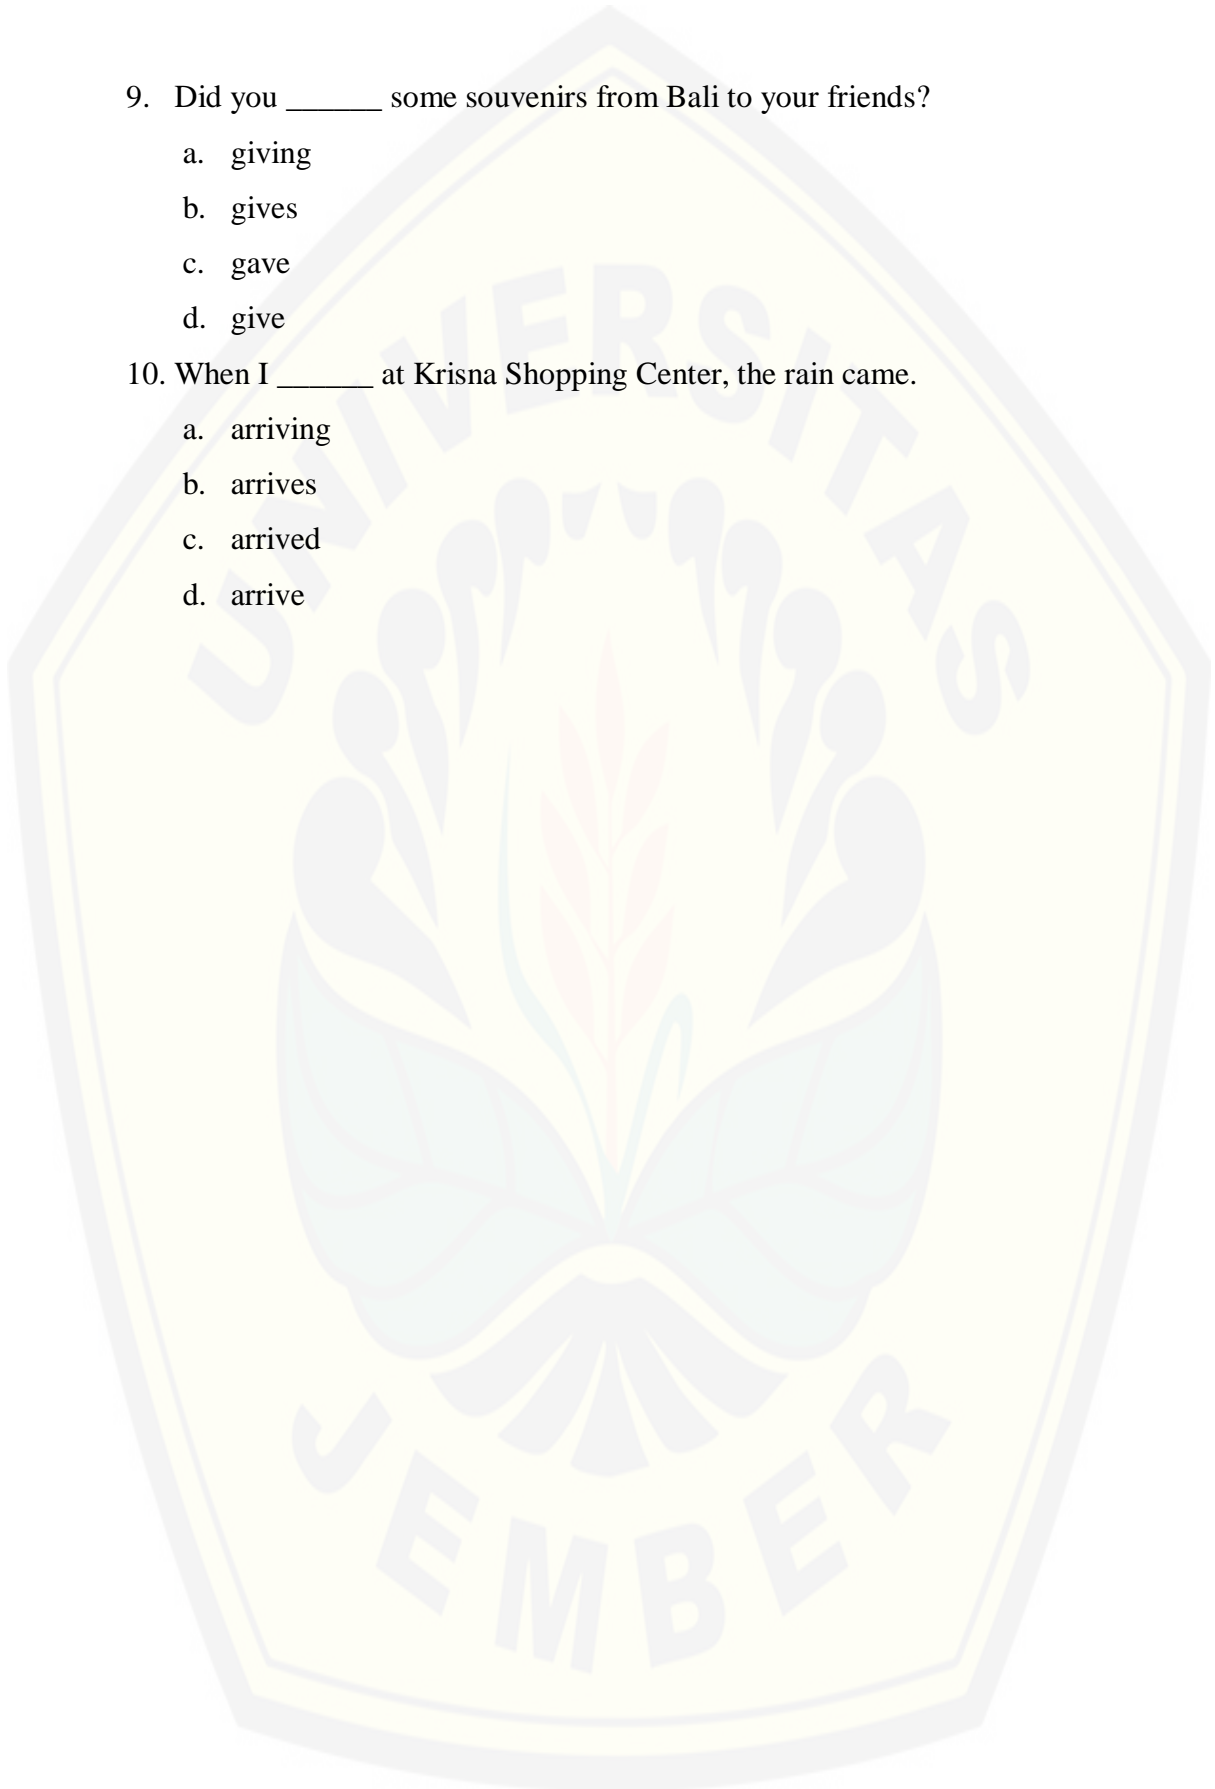 9. Did you ______ some souvenirs from Bali to your friends?
a. giving
b. gives
c. gave
d. give
10. When I ______ at Krisna Shopping Center, the rain came.
a. arriving
b. arrives
c. arrived
d. arrive
UNIVERSITAS
JEMBER